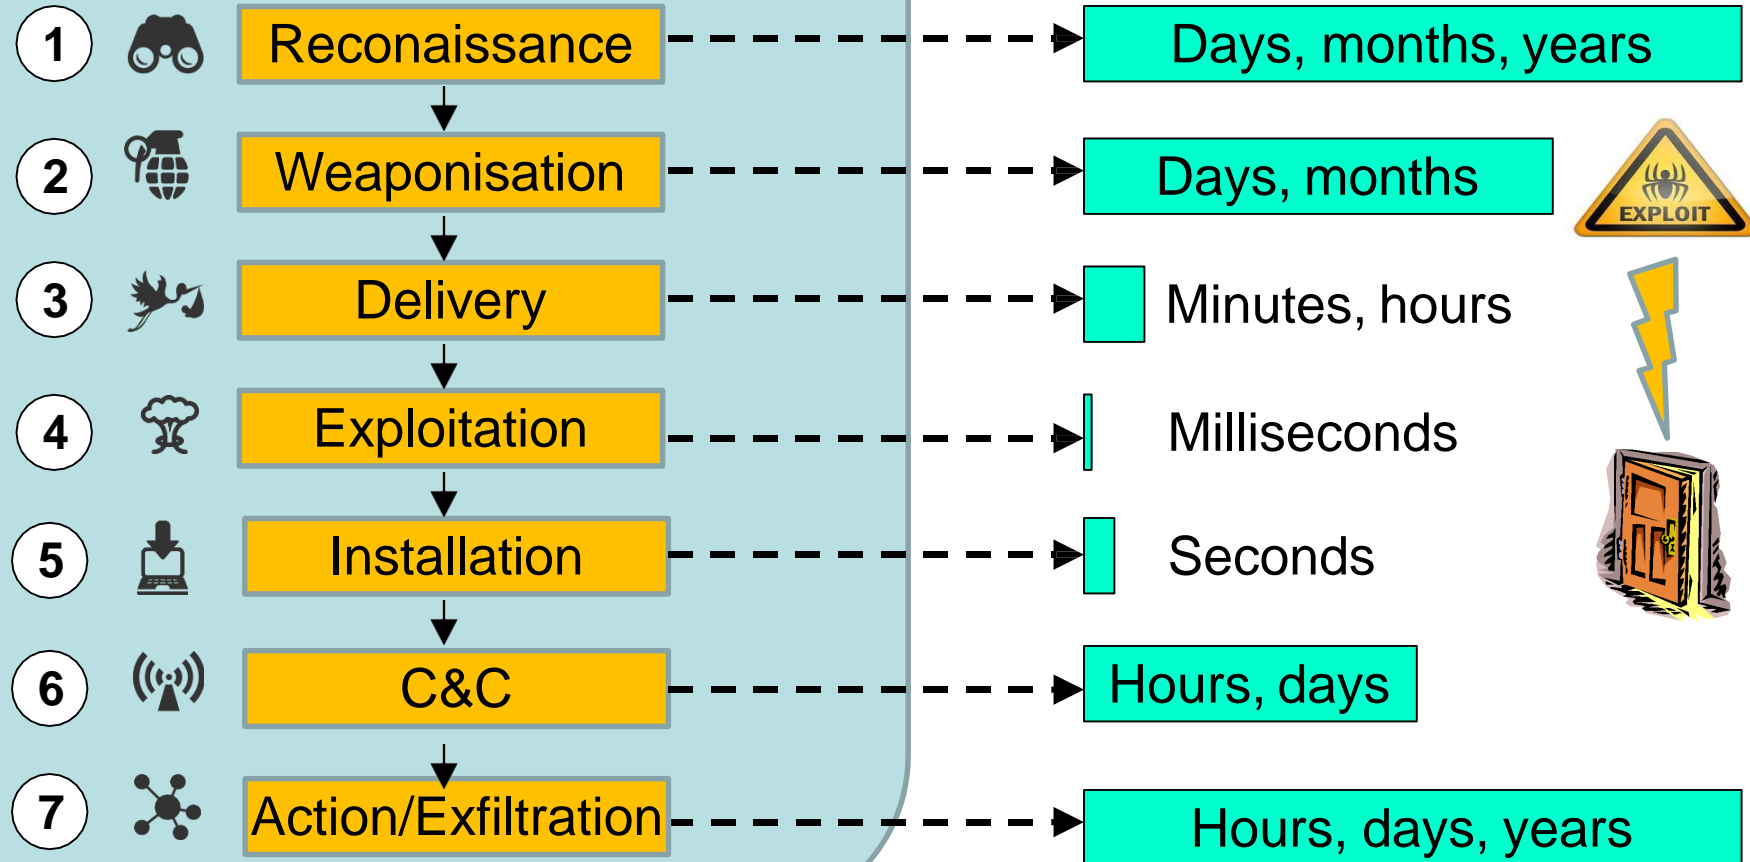 1
Reconaissance
Days, months, years
2
Weaponisation
Days, months
EXPLOIT
3
Delivery
Minutes, hours
4
Exploitation
Milliseconds
5
Installation
Seconds
6
C&C
Hours, days
7
Action/Exfiltration
Hours, days, years